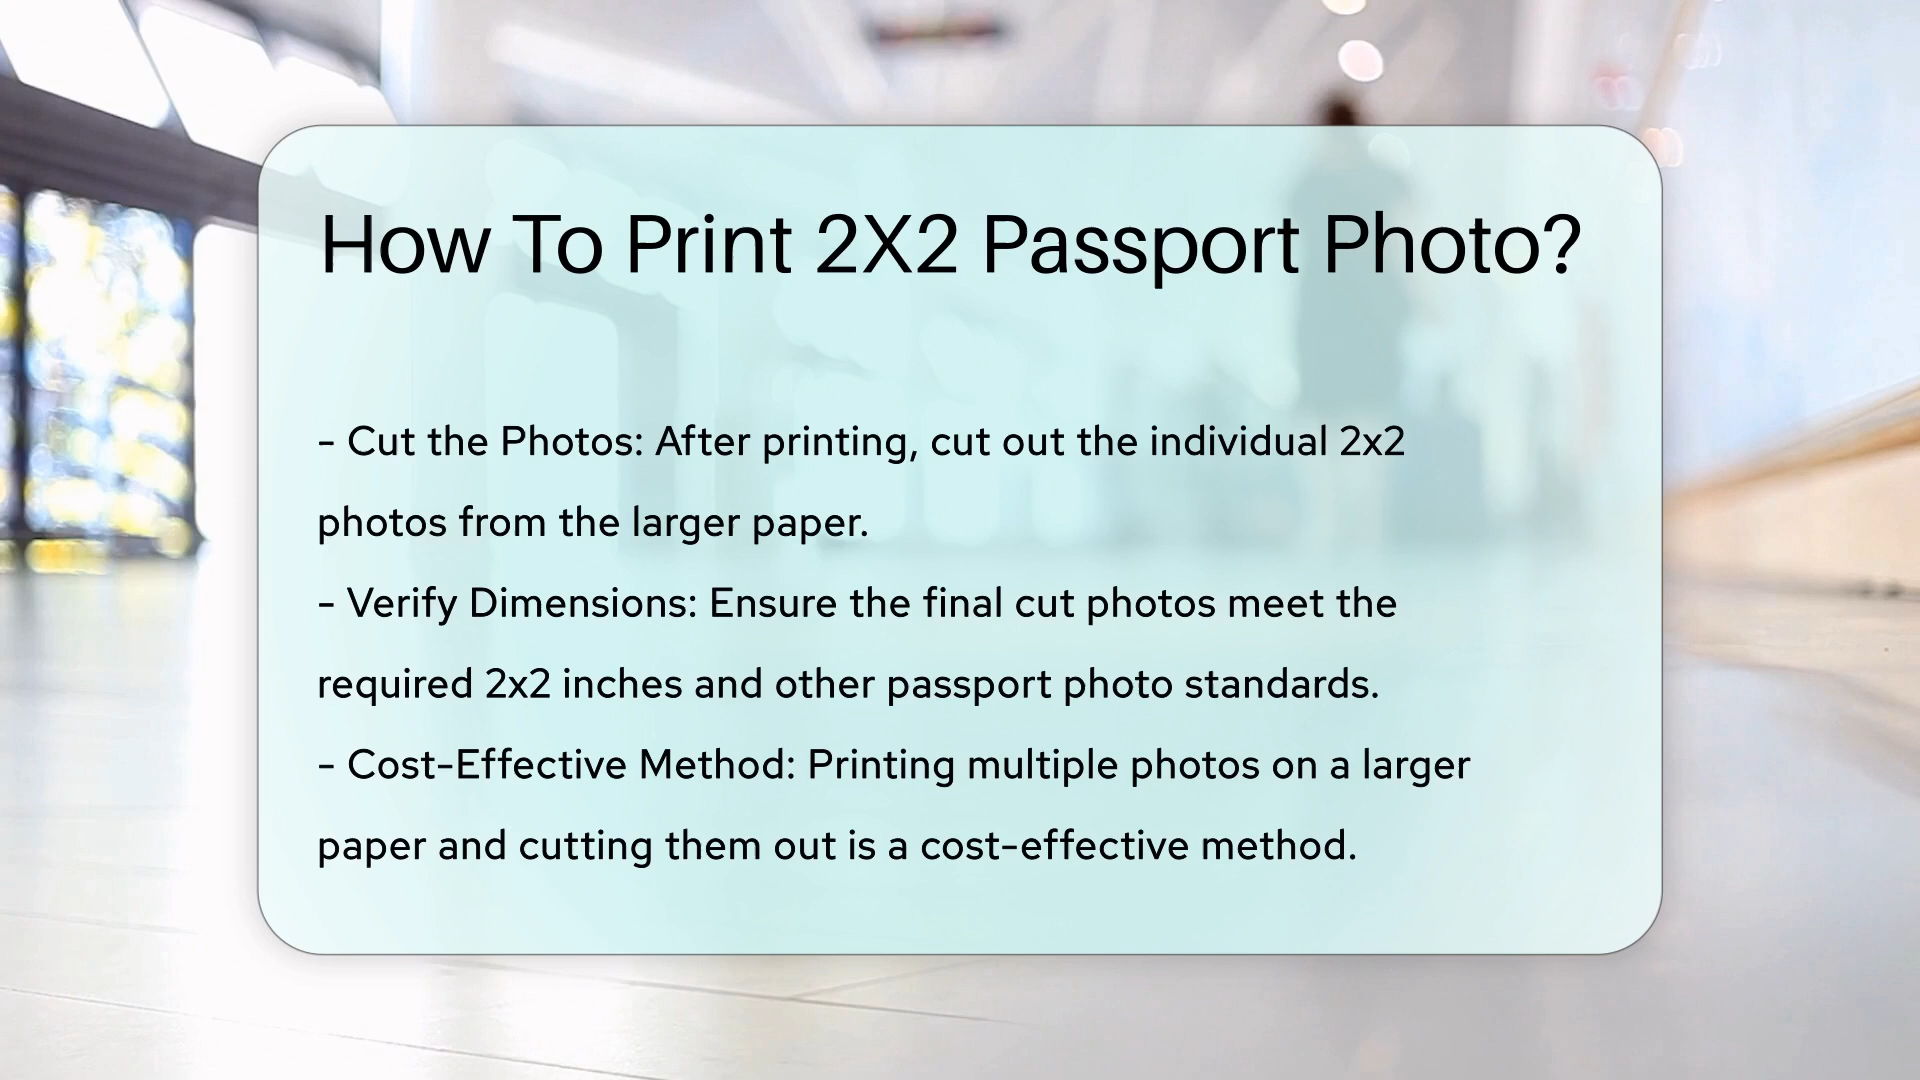 How To Print 2X2 Passport Photo?
- Cut the Photos: After printing, cut out the individual 2x2
photos from the larger paper.
- Verify Dimensions: Ensure the final cut photos meet the
required 2x2 inches and other passport photo standards.
- Cost-Effective Method: Printing multiple photos on a larger
paper and cutting them out is a cost-effective method.